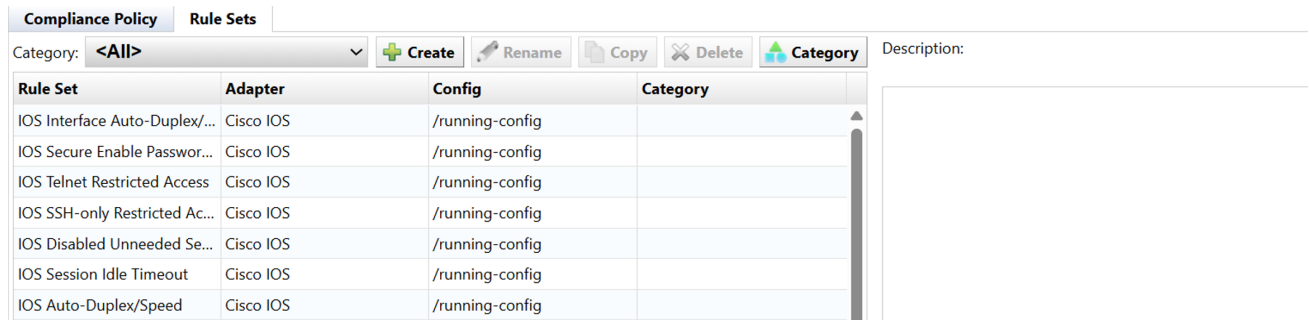 Compliance Policy Rule Sets
Category: <All> Create Rename Copy Delete Category Description:
Rule Set Adapter Config Category
IOS Interface Auto-Duplex/... Cisco IOS /running-config
IOS Secure Enable Passwor... Cisco IOS /running-config
IOS Telnet Restricted Access Cisco IOS /running-config
IOS SSH-only Restricted Ac... Cisco IOS /running-config
IOS Disabled Unneeded Se... Cisco IOS /running-config
IOS Session Idle Timeout Cisco IOS /running-config
IOS Auto-Duplex/Speed Cisco IOS /running-config